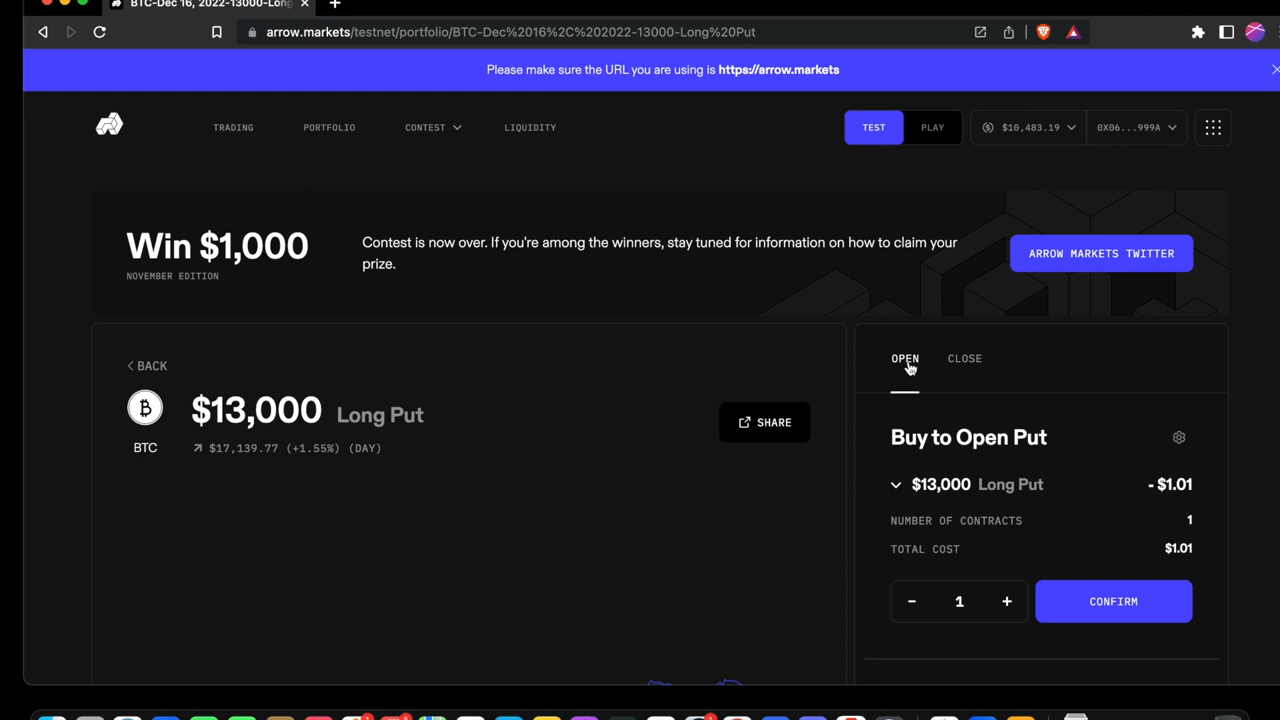 BTC-Dec 16, 2022-13000-Long
arrow.markets/testnet/portfolio/BTC-Dec%2016%2C%202022-13000-Long%20Put
Please make sure the URL you are using is https://arrow.markets
TRADING
PORTFOLIO
CONTEST
LIQUIDITY
TEST
PLAY
$10,483.19
0X06...999A
Win $1,000
NOVEMBER EDITION
Contest is now over. If you're among the winners, stay tuned for information on how to claim your
prize.
ARROW MARKETS TWITTER
BACK
BTC
$13,000 Long Put
$17,139.77 (+1.55%) (DAY)
SHARE
OPEN
CLOSE
Buy to Open Put
$13,000 Long Put
- $1.01
NUMBER OF CONTRACTS
1
TOTAL COST
$1.01
- 1 +
CONFIRM